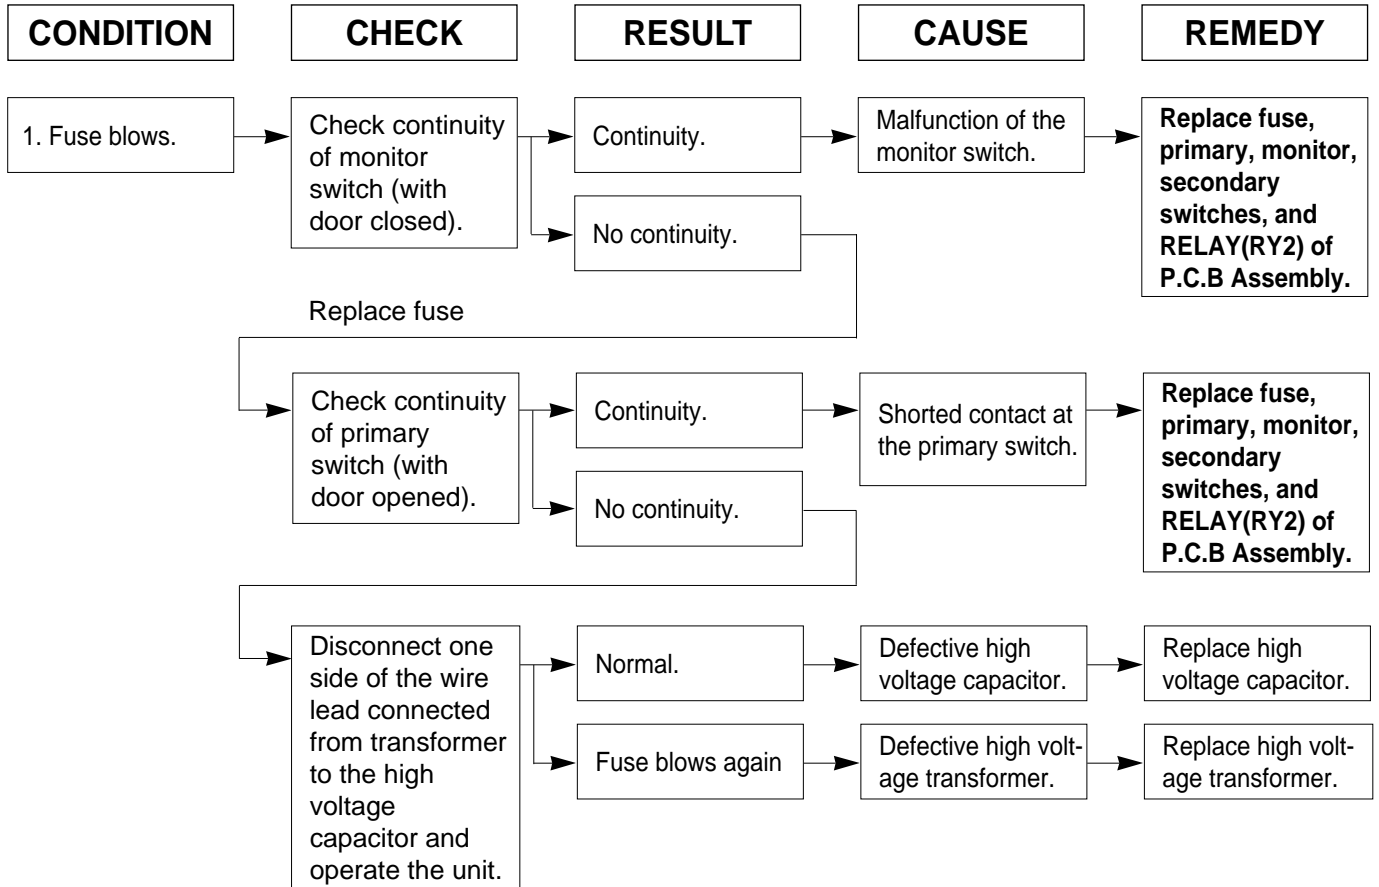 CONDITION
CHECK
RESULT
CAUSE
REMEDY
1. Fuse blows.
Check continuity
of monitor
switch (with
door closed).
Continuity.
Malfunction of the
monitor switch.
Replace fuse,
primary, monitor,
secondary
switches, and
RELAY(RY2) of
P.C.B Assembly.
No continuity.
Replace fuse
Check continuity
of primary
switch (with
door opened).
Continuity.
Shorted contact at
the primary switch.
Replace fuse,
primary, monitor,
secondary
switches, and
RELAY(RY2) of
P.C.B Assembly.
No continuity.
Disconnect one
side of the wire
lead connected
from transformer
to the high
voltage
capacitor and
operate the unit.
Normal.
Defective high
voltage capacitor.
Replace high
voltage capacitor.
Fuse blows again
Defective high volt-
age transformer.
Replace high volt-
age transformer.